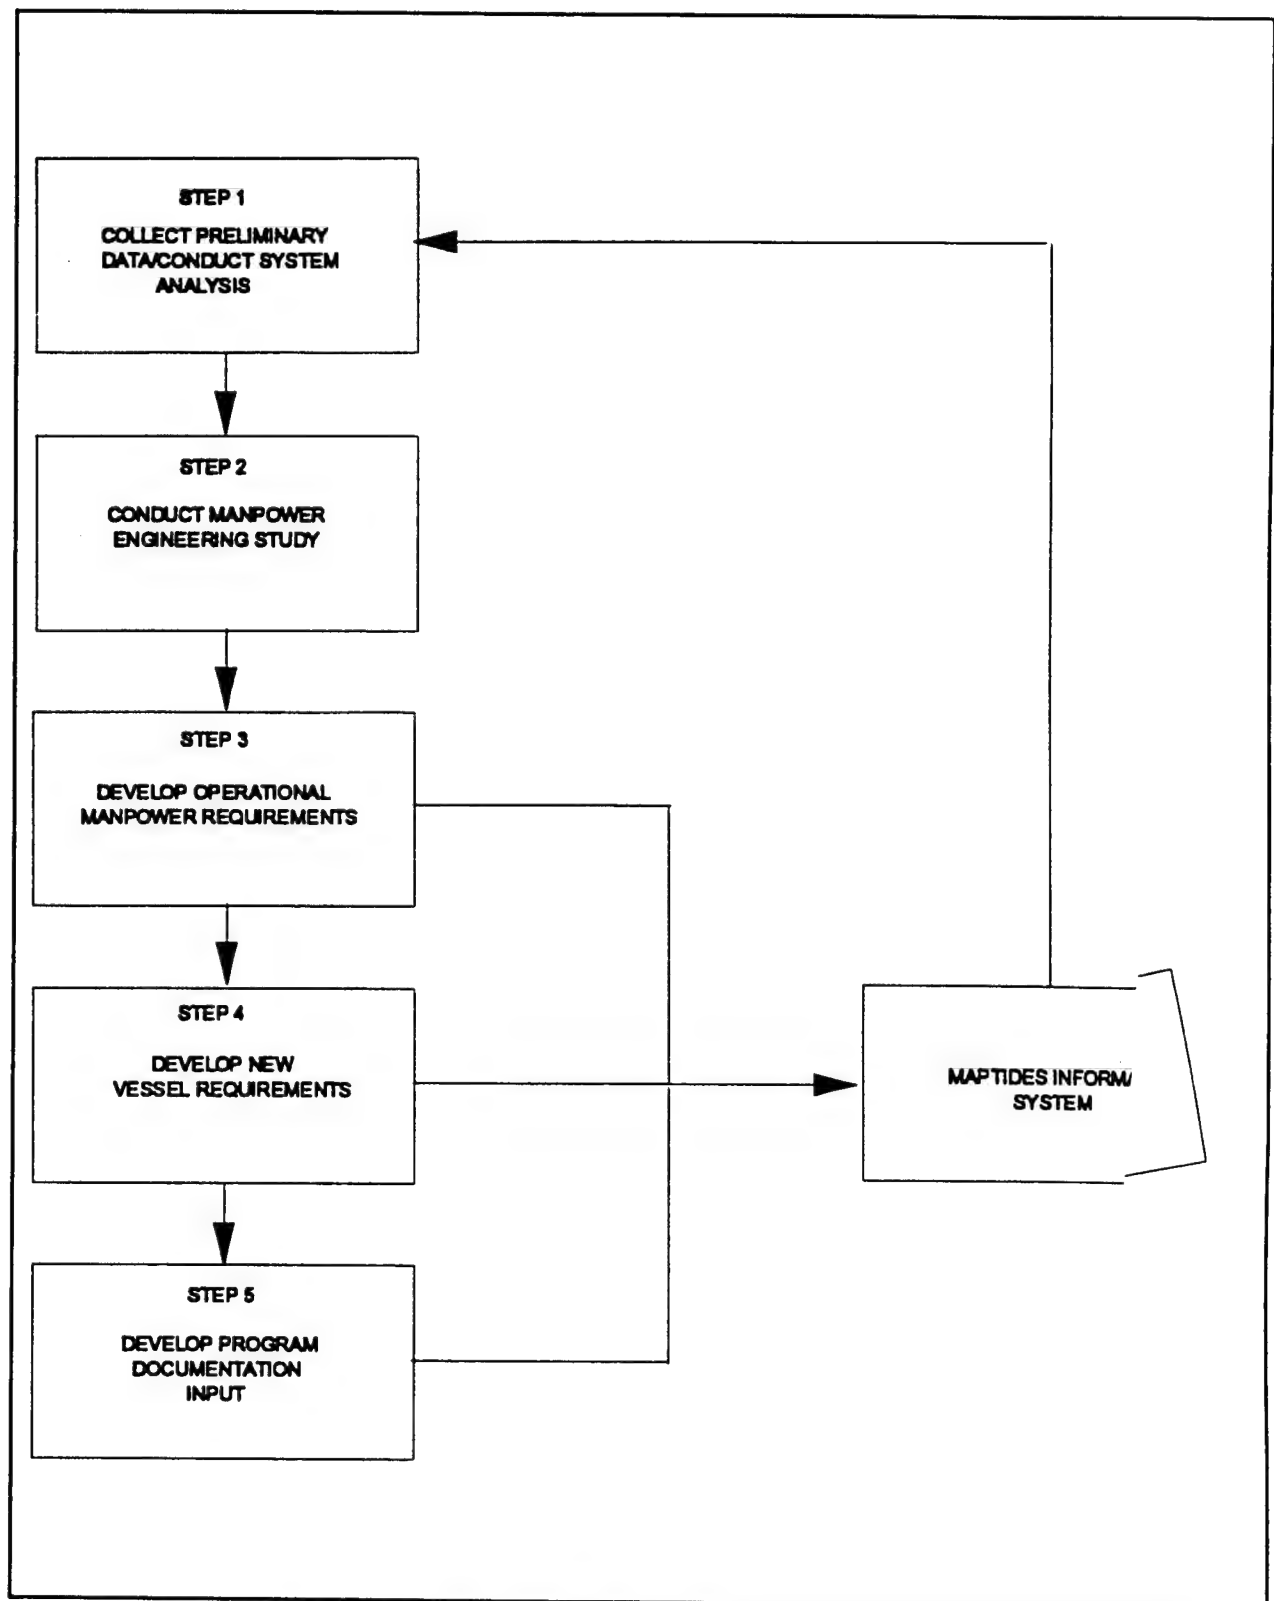 STEP 1
COLLECT PRELIMINARY
DATA/CONDUCT SYSTEM
ANALYSIS
STEP 2
CONDUCT MANPOWER
ENGINEERING STUDY
STEP 3
DEVELOP OPERATIONAL
MANPOWER REQUIREMENTS
STEP 4
DEVELOP NEW
VESSEL REQUIREMENTS
MAPTIDES INFORMA
SYSTEM
STEP 5
DEVELOP PROGRAM
DOCUMENTATION
INPUT